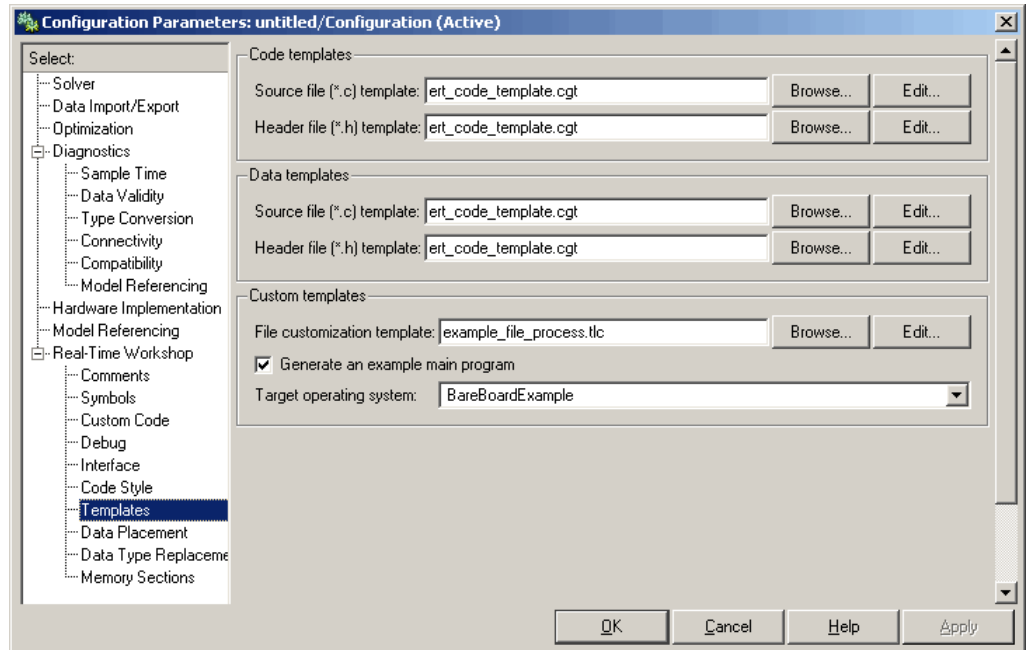 Configuration Parameters: untitled/Configuration (Active)
Select:
Solver
Data Import/Export
Optimization
Diagnostics
Sample Time
Data Validity
Type Conversion
Connectivity
Compatibility
Model Referencing
Hardware Implementation
Model Referencing
Real-Time Workshop
Comments
Symbols
Custom Code
Debug
Interface
Code Style
Templates
Data Placement
Data Type Replaceme
Memory Sections
Code templates
Source file (*.c) template: ert_code_template.cgt Browse... Edit...
Header file (*.h) template: ert_code_template.cgt Browse... Edit...
Data templates
Source file (*.c) template: ert_code_template.cgt Browse... Edit...
Header file (*.h) template: ert_code_template.cgt Browse... Edit...
Custom templates
File customization template: example_file_process.tlc Browse... Edit...
Generate an example main program
Target operating system: BareBoardExample
OK Cancel Help Apply